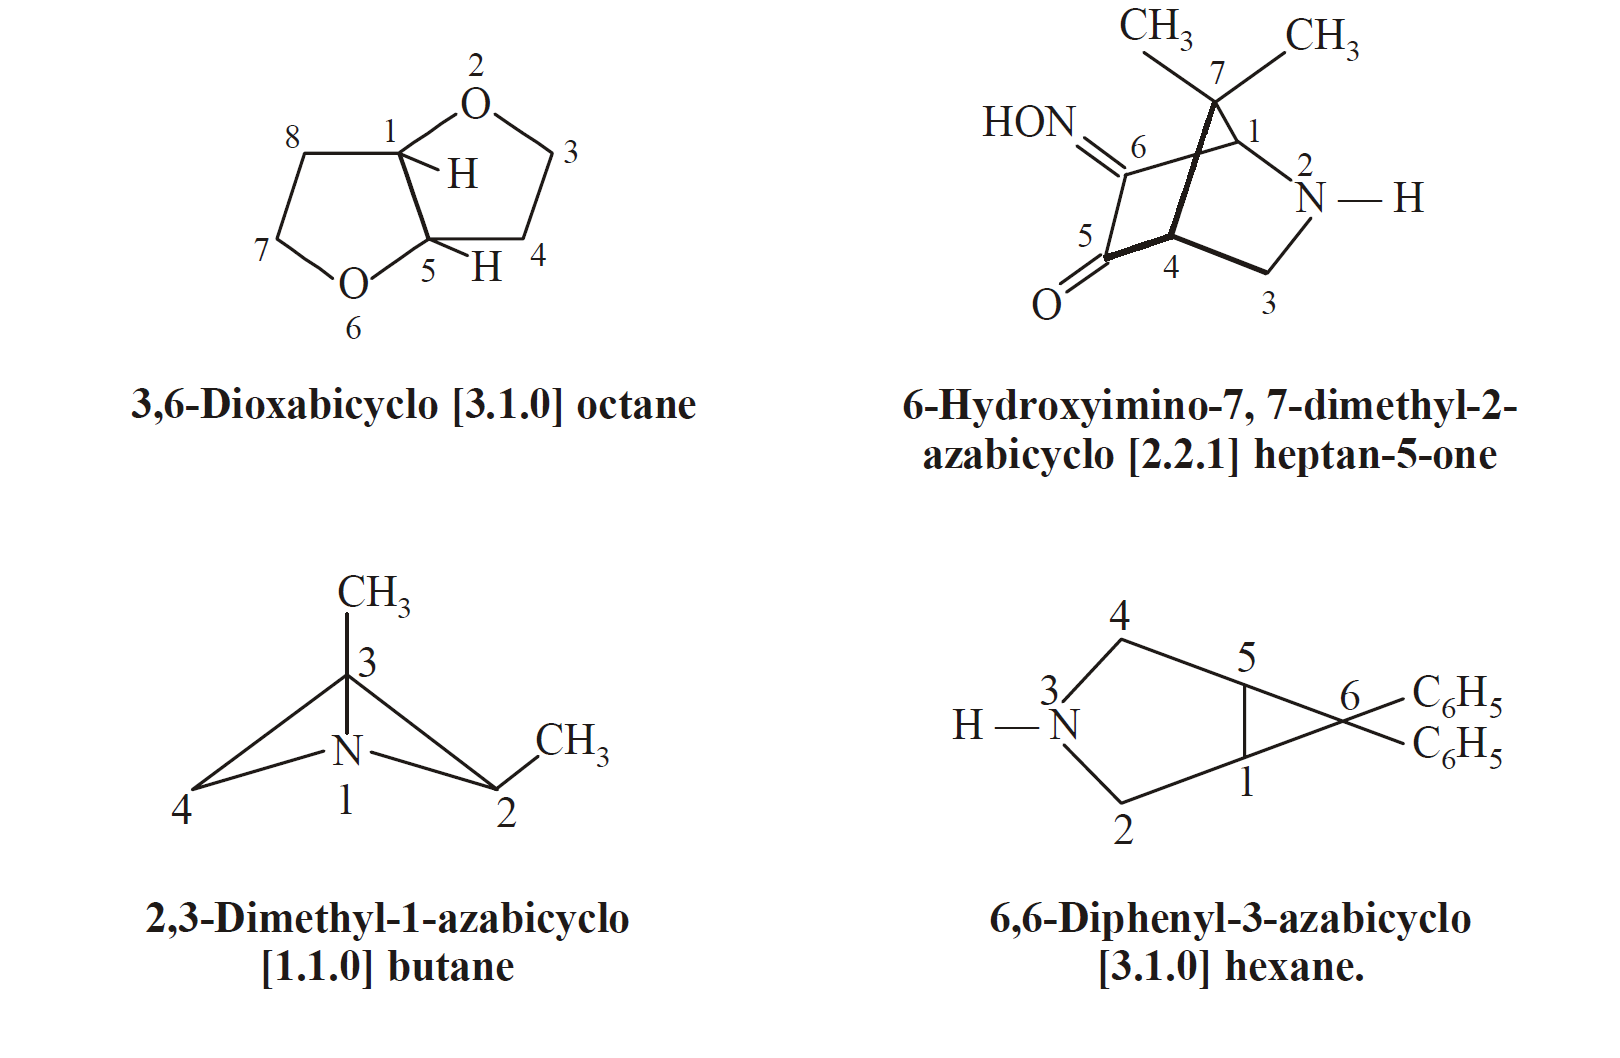 2
O
8
1
3
H
7
5
H
4
O
6
3,6-Dioxabicyclo [3.1.0] octane
CH3
CH3
7
HON
6
1
2
N — H
5
4
O
3
6-Hydroxyimino-7, 7-dimethyl-2-
azabicyclo [2.2.1] heptan-5-one
CH3
3
N
CH3
4
1
2
2,3-Dimethyl-1-azabicyclo
[1.1.0] butane
4
5
3
6
C6H5
H — N
C6H5
1
2
6,6-Diphenyl-3-azabicyclo
[3.1.0] hexane.